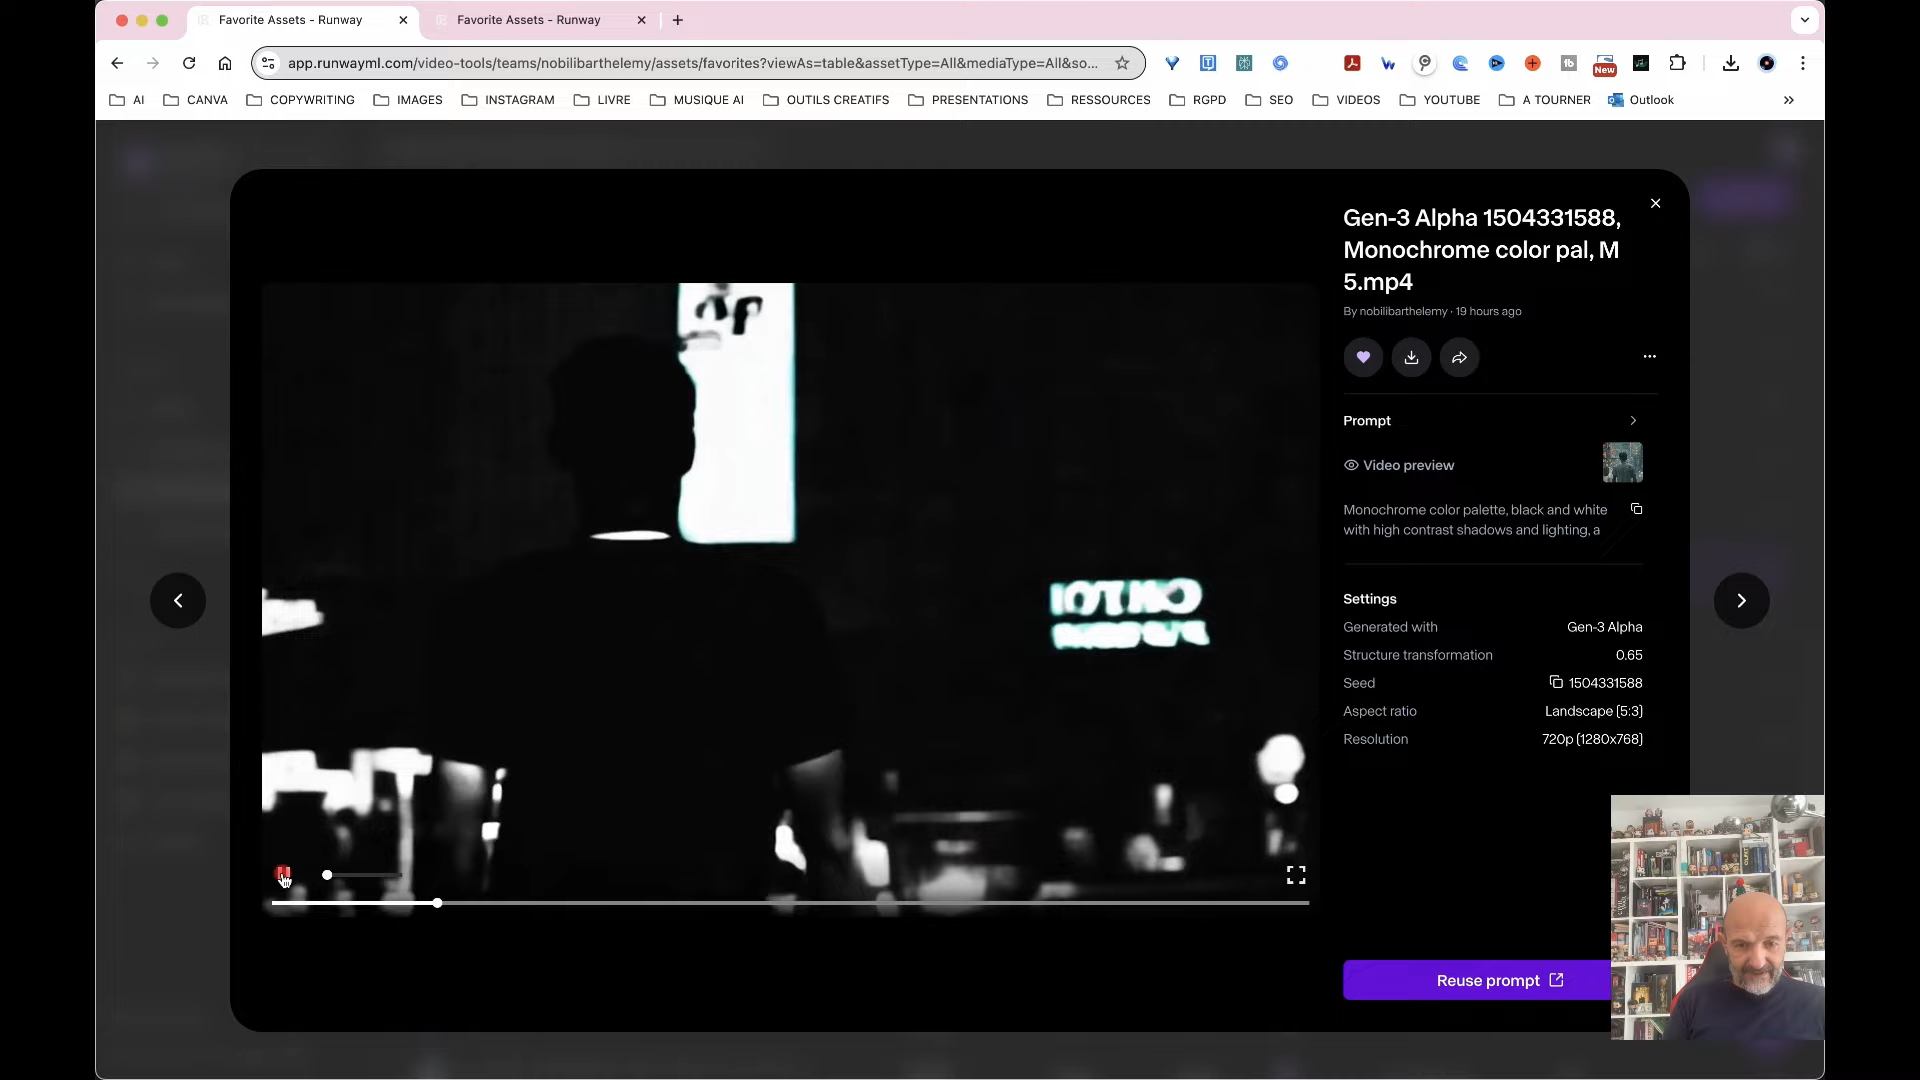 Favorite Assets - Runway
Favorite Assets - Runway
app.runwayml.com/video-tools/teams/nobilibarthelemy/assets/favorites?viewAs=table&assetType=All&mediaType=All&so...
New
AI
CANVA
COPYWRITING
IMAGES
INSTAGRAM
LIVRE
MUSIQUE AI
OUTILS CREATIFS
PRESENTATIONS
RESSOURCES
RGPD
SEO
VIDEOS
YOUTUBE
A TOURNER
Outlook
Gen-3 Alpha 1504331588,
Monochrome color pal, M
5.mp4
By nobilibarthelemy · 19 hours ago
Prompt
Video preview
Monochrome color palette, black and white
with high contrast shadows and lighting, a
Settings
Generated with Gen-3 Alpha
Structure transformation 0.65
Seed 1504331588
Aspect ratio Landscape (5:3)
Resolution 720p (1280x768)
Reuse prompt